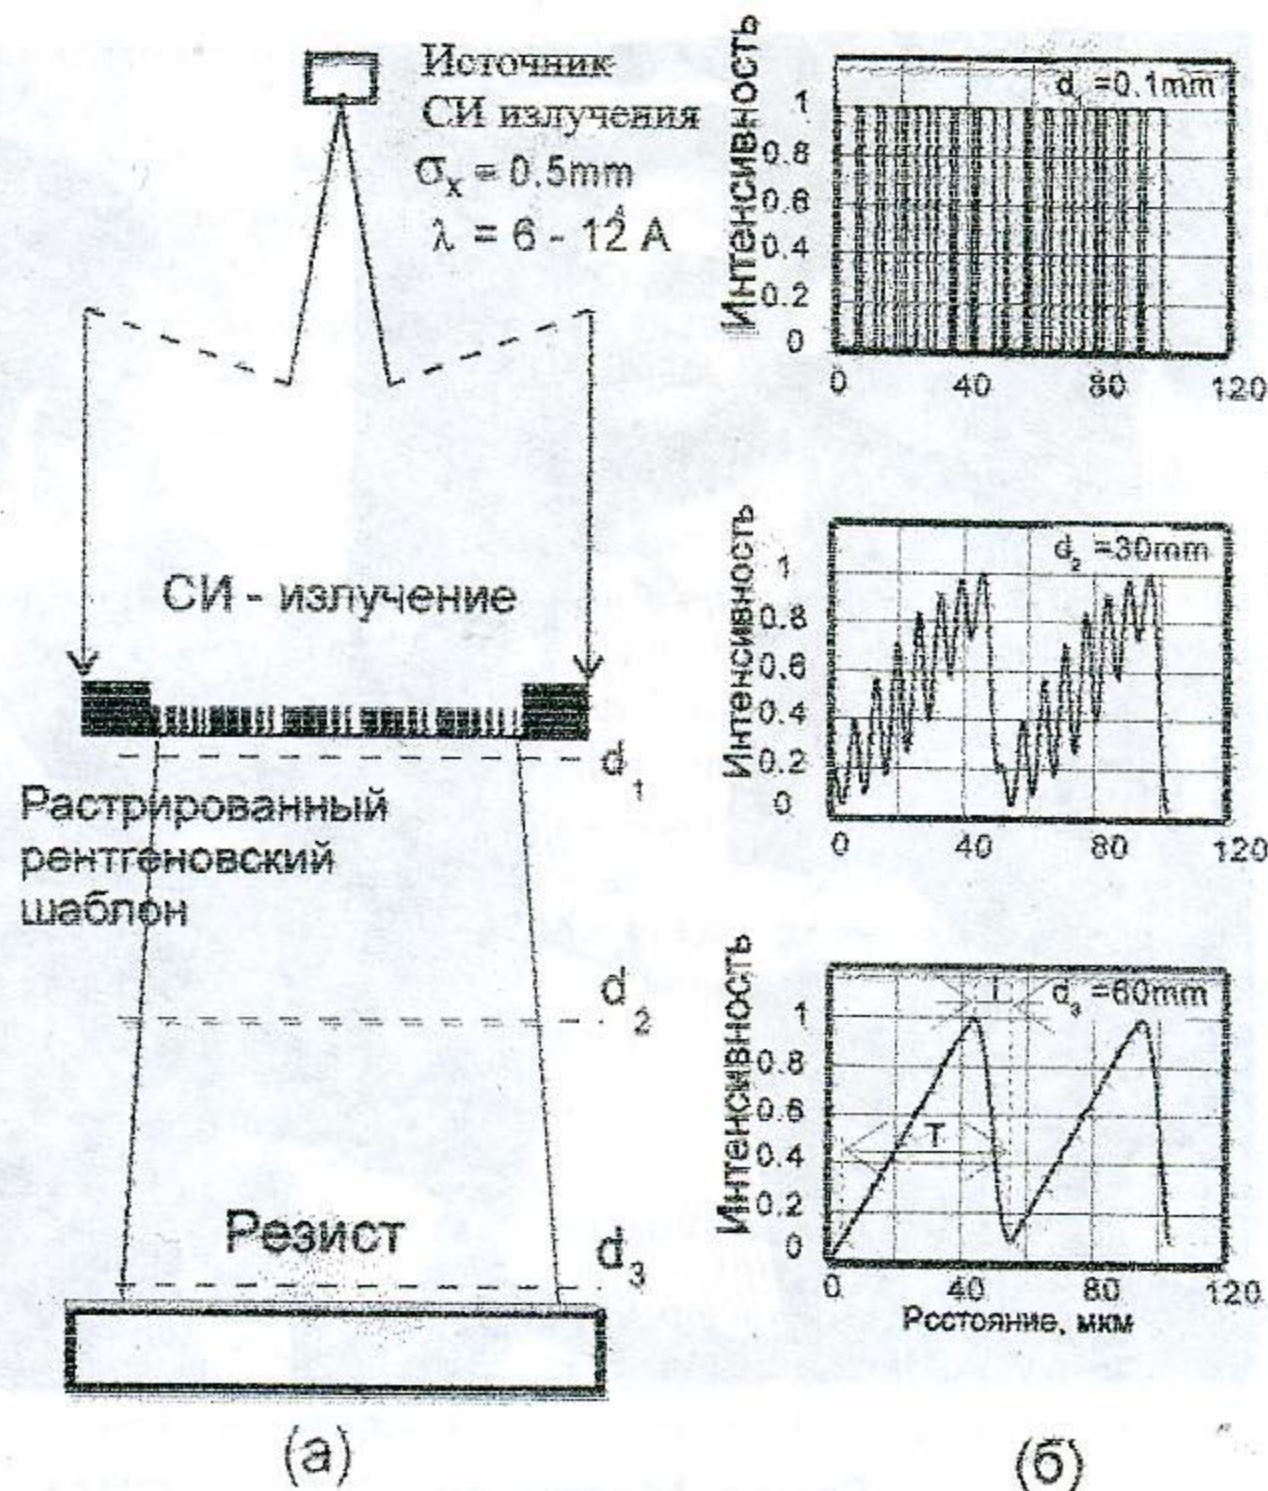 Источник
СИ излучения
σx = 0.5mm
λ = 6 - 12 A
СИ - излучение
d1
Растрированный
рентгеновский
шаблон
d2
Резист
d3
(а)
Интенсивность
d1 =0.1mm
1
0.8
0.6
0.4
0.2
0
0 40 80 120
Интенсивность
d2 =30mm
1
0.8
0.6
0.4
0.2
0
0 40 80 120
Интенсивность
d3 =60mm
1
0.8
0.6
T
0.4
0.2
0
0 40 80 120
Рсстояние, мкм
(б)